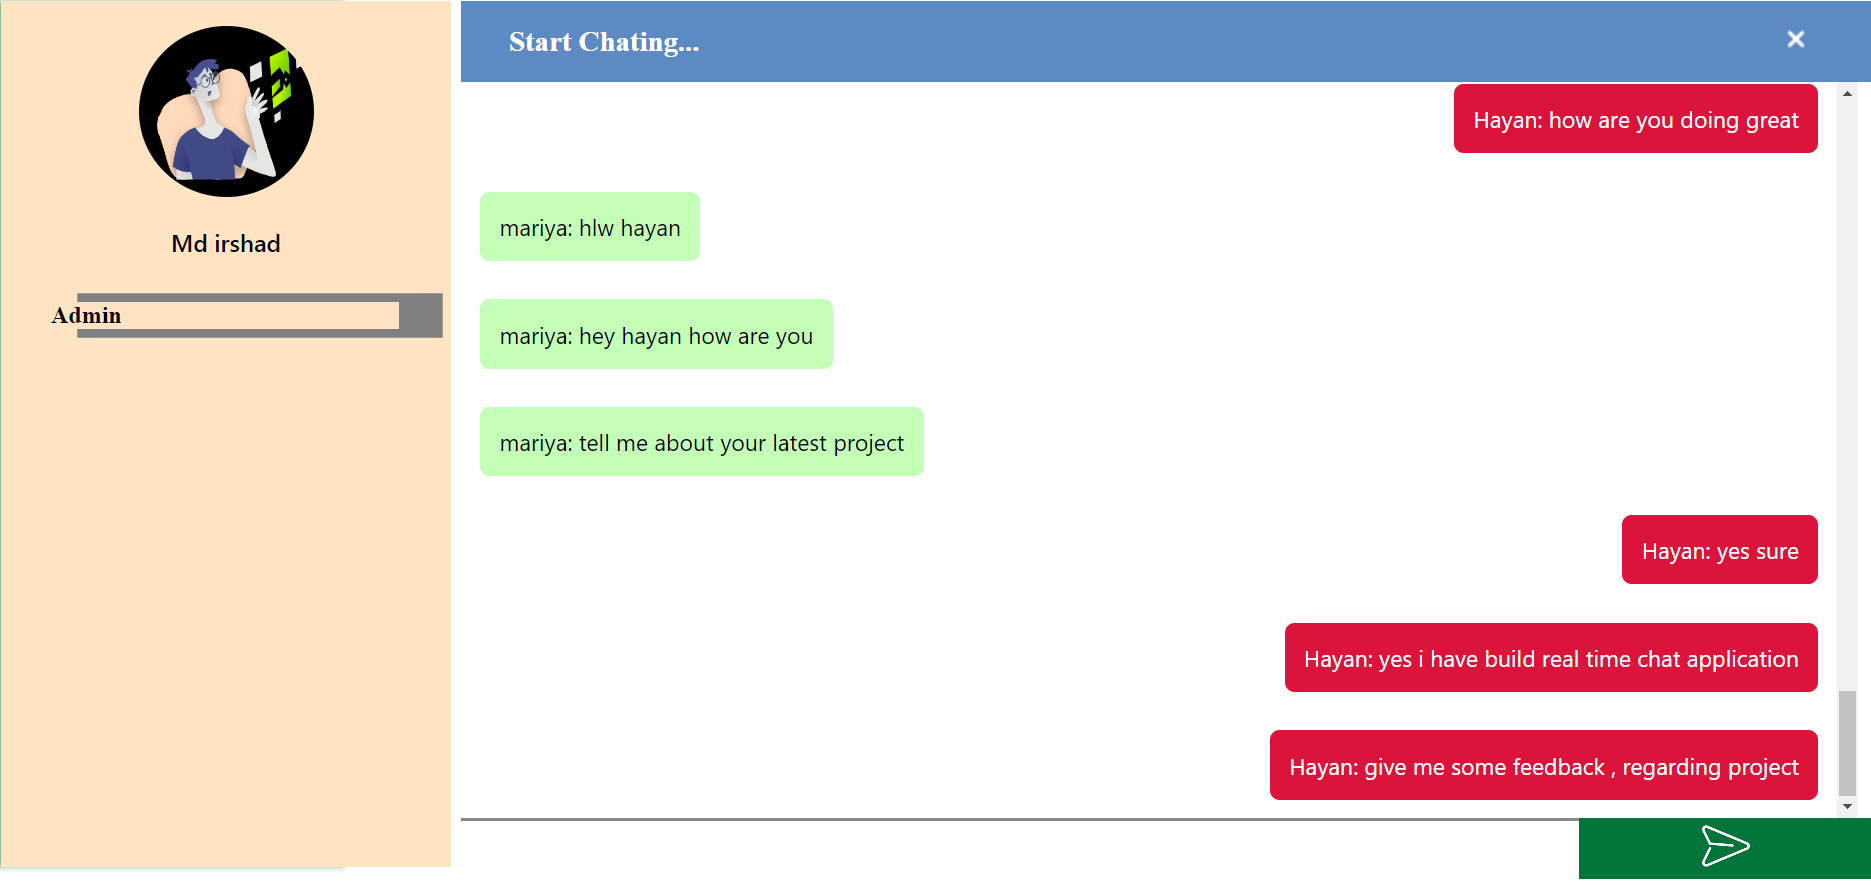 Md irshad
Admin
Start Chating...
Hayan: how are you doing great
mariya: hlw hayan
mariya: hey hayan how are you
mariya: tell me about your latest project
Hayan: yes sure
Hayan: yes i have build real time chat application
Hayan: give me some feedback , regarding project